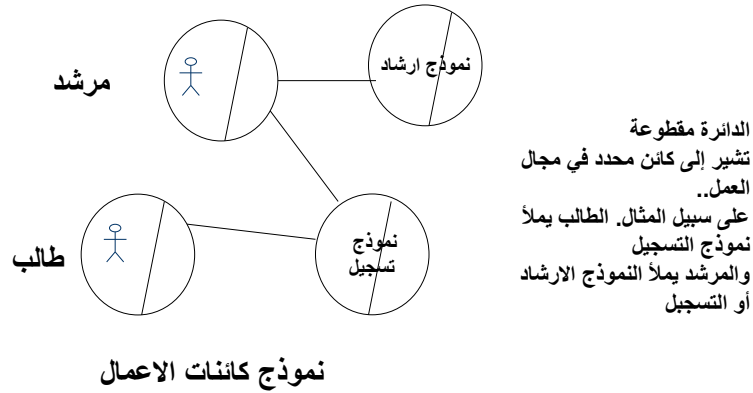 مرشد
نموذج ارشاد
الدائرة مقطوعة
تشير إلى كائن محدد في مجال
العمل..
على سبيل المثال. الطالب يملأ
نموذج التسجيل
والمرشد يملأ النموذج الارشاد
أو التسجبل
طالب
نموذج
تسجيل
نموذج كائنات الاعمال